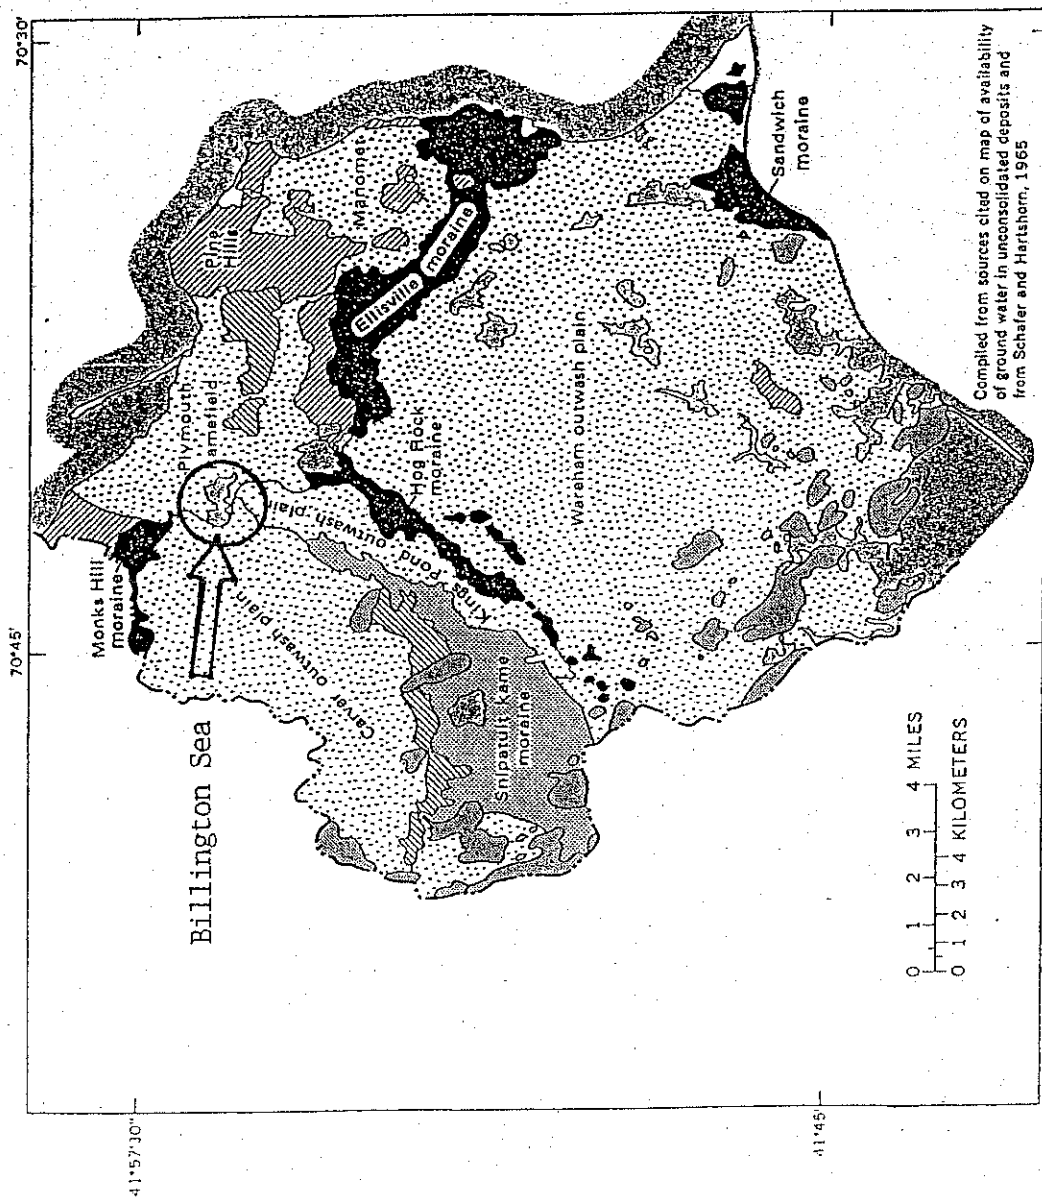 70°30'
70°45'
41°57'30"
41°45'
Monks Hill
moraine
Billington Sea
Plymouth
kamefield
Pine
Hills
Manomet
Ellisville
moraine
Hog Rock
moraine
Kings Pond outwash plain
Carver outwash plain
Snipatuit kame
moraine
Wareham outwash plain
Sandwich
moraine
0 1 2 3 4 MILES
0 1 2 3 4 KILOMETERS
Compiled from sources cited on map of availability
of ground water in unconsolidated deposits and
from Schafer and Hartshorn, 1965